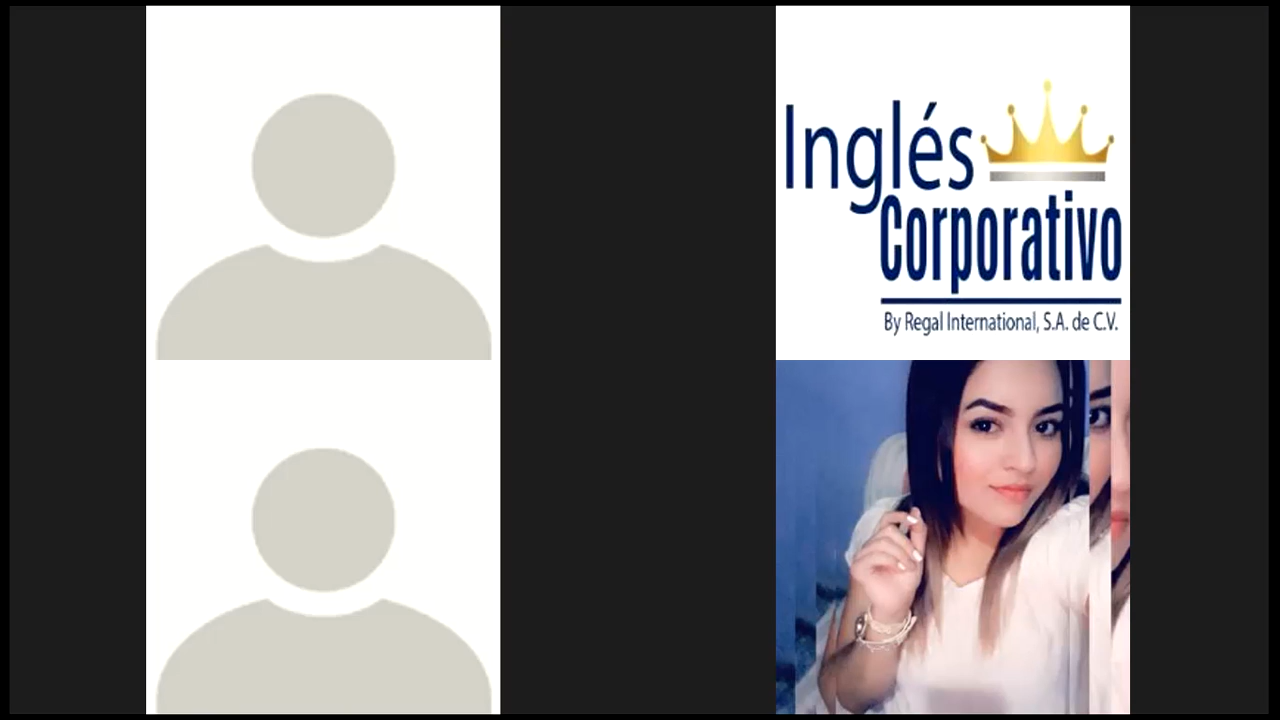 Inglés
Corporativo
By Regal International, S.A. de C.V.